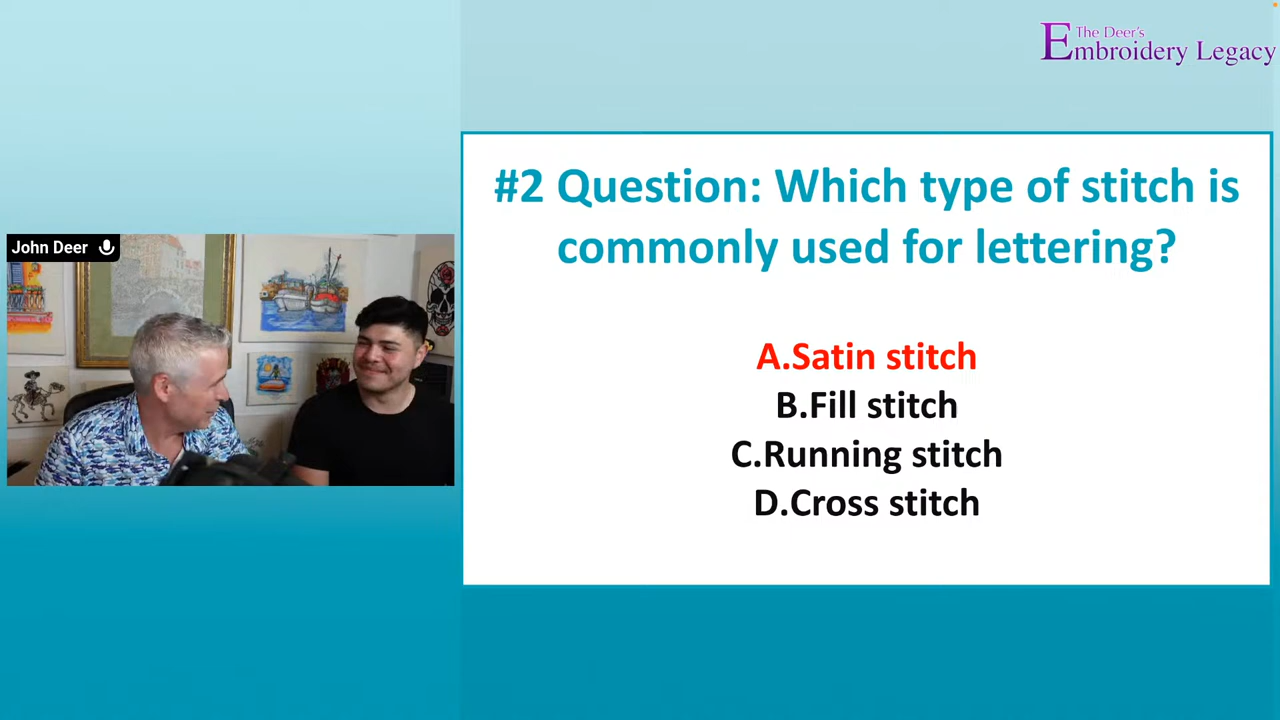 The Deer's
Embroidery Legacy
#2 Question: Which type of stitch is
commonly used for lettering?
John Deer
A.Satin stitch
B.Fill stitch
C.Running stitch
D.Cross stitch